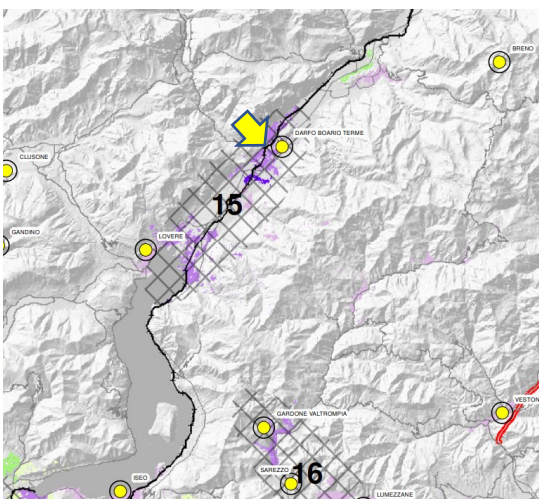 BRENO
DARFO BOARIO TERME
CLUSONE
15
GANDINO
LOVERE
GARDONE VALTROMPIA
VESTON
SAREZZO
16
ISEO
LUMEZZANE